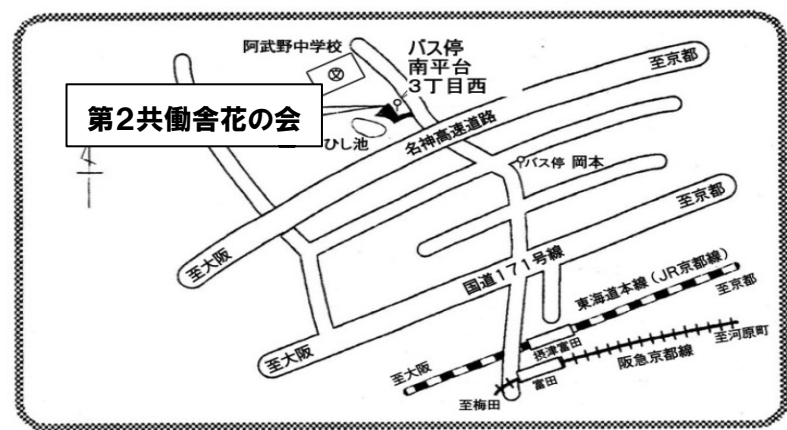 阿武野中学校
バス停
南平台
3丁目西
至京都
文
第2共働舎花の会
ひし池
名神高速道路
バス停 岡本
至京都
至大阪
国道171号線
東海道本線(JR京都線)
至京都
摂津富田
至大阪
至大阪
阪急京都線
至河原町
富田
至梅田